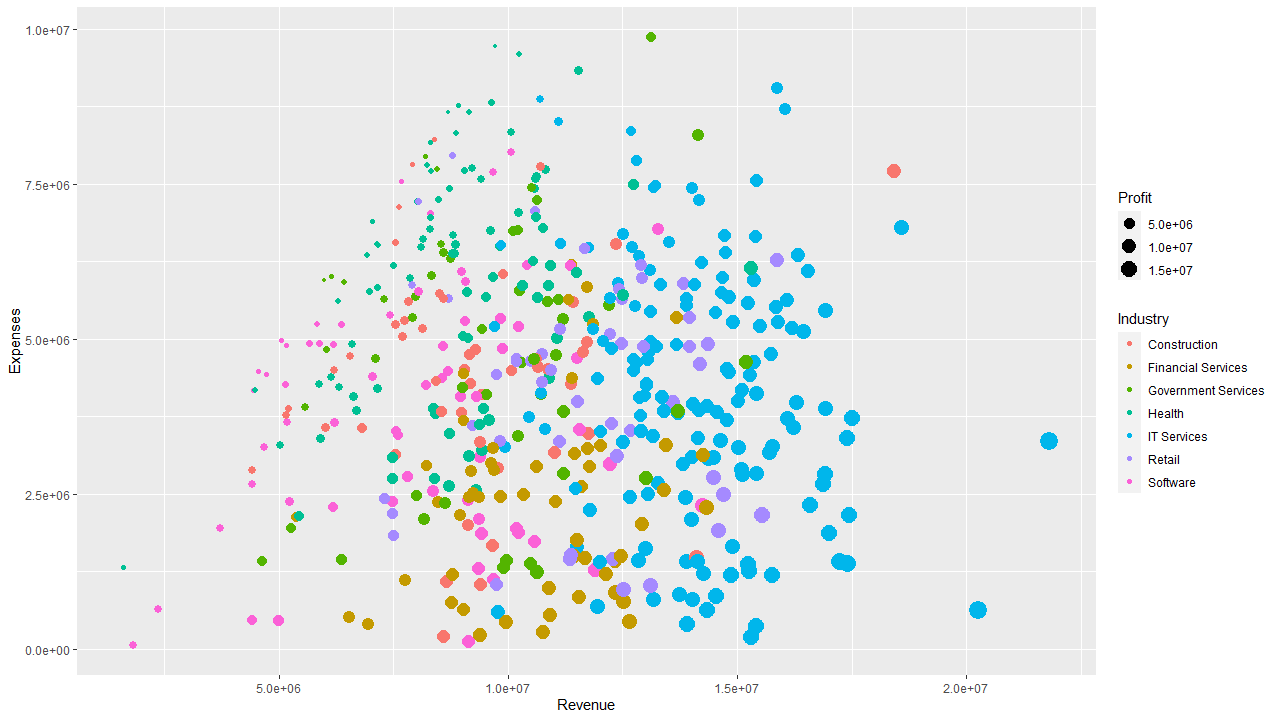 1.0e+07
7.5e+06
5.0e+06
2.5e+06
0.0e+00
Expenses
5.0e+06
1.0e+07
1.5e+07
2.0e+07
Revenue
Profit
5.0e+06
1.0e+07
1.5e+07
Industry
Construction
Financial Services
Government Services
Health
IT Services
Retail
Software